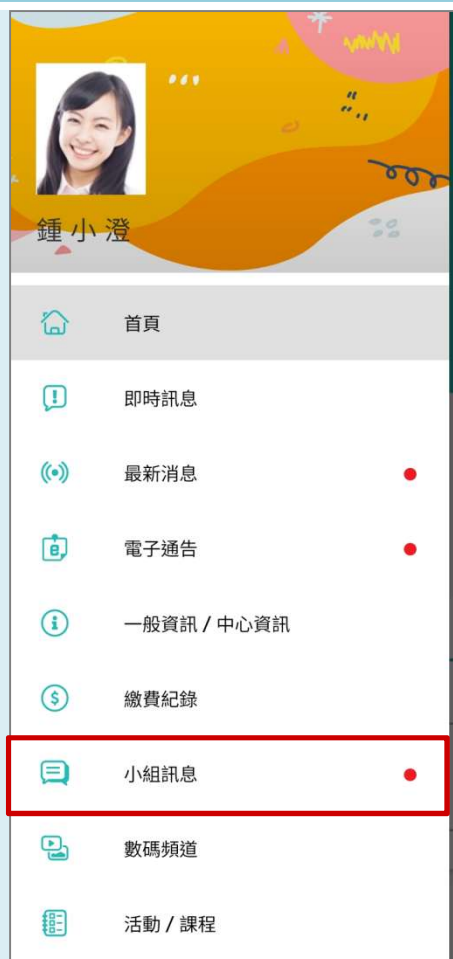 鍾小澄
首頁
即時訊息
最新消息
電子通告
一般資訊 / 中心資訊
繳費紀錄
小組訊息
數碼頻道
活動 / 課程